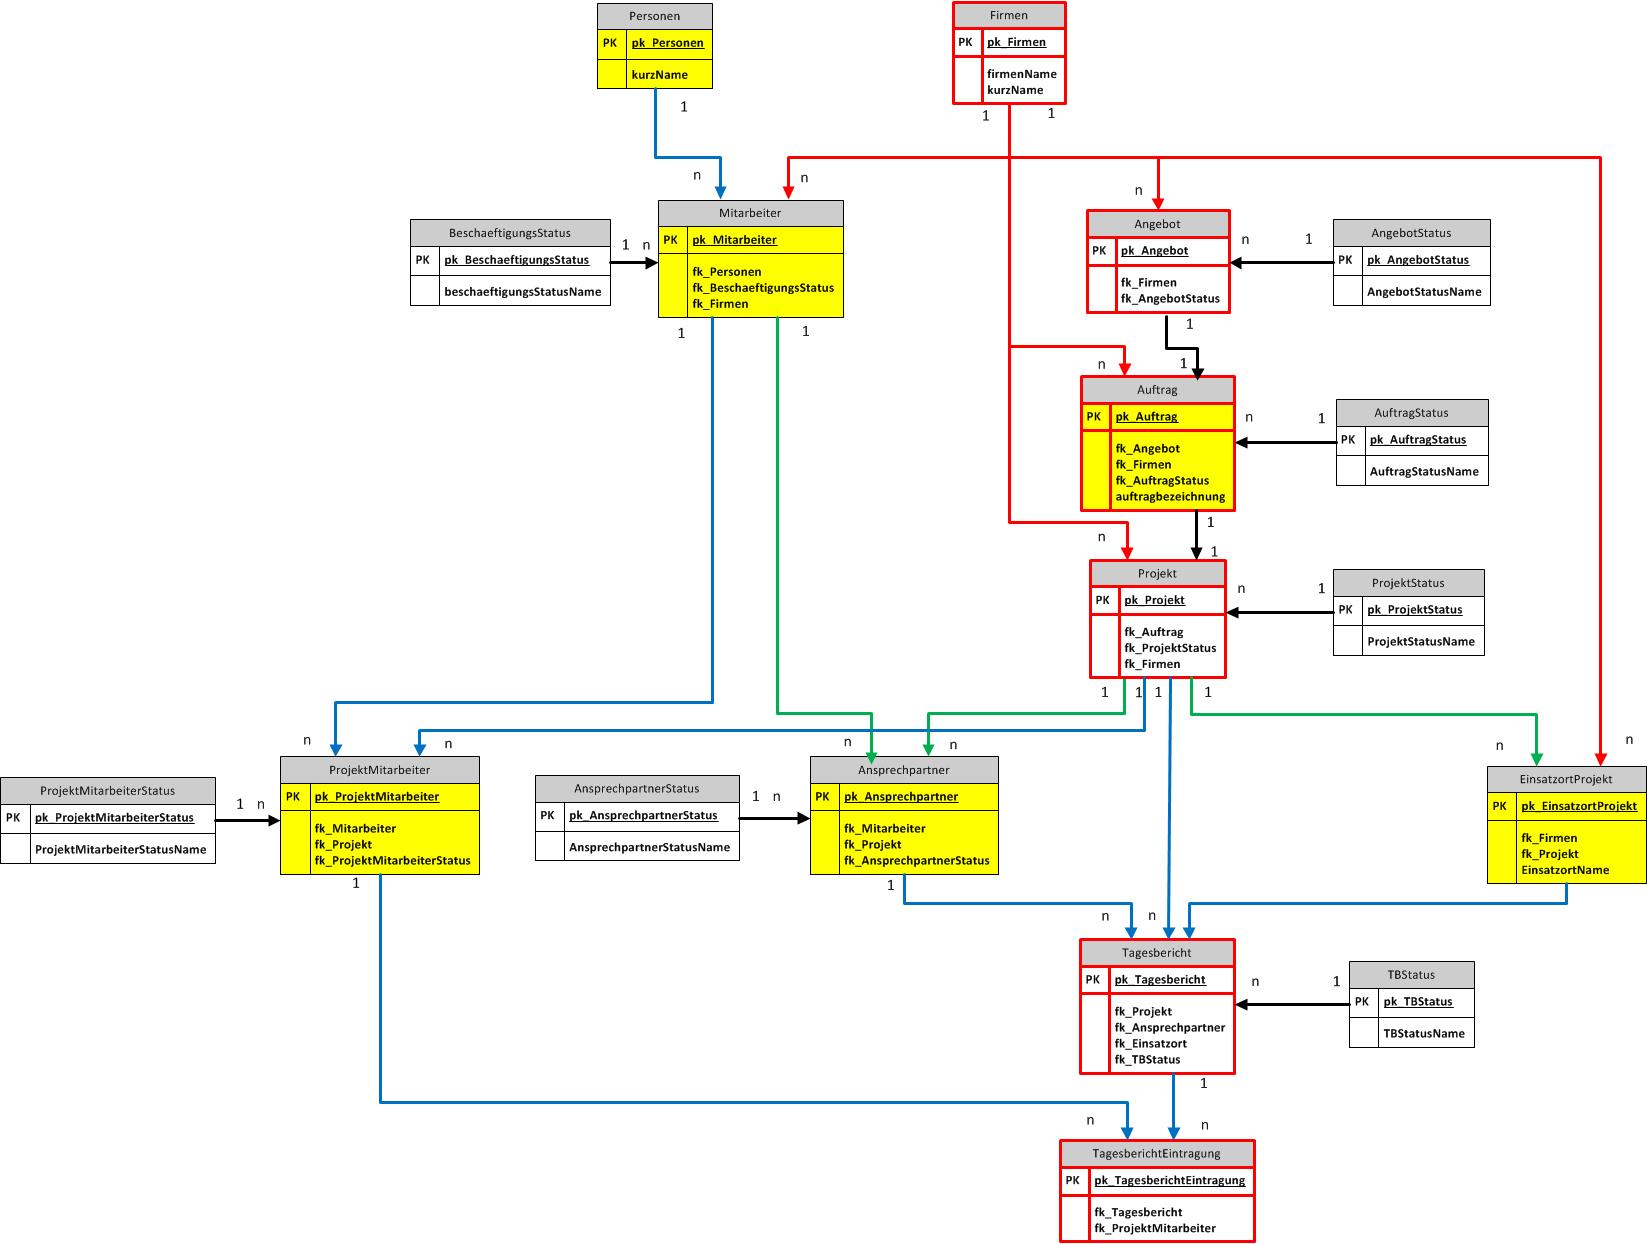 Personen
PK pk_Personen
kurzName
1
Firmen
PK pk_Firmen
firmenName
kurzName
1 1
n n n
Mitarbeiter
PK pk_Mitarbeiter
fk_Personen
fk_BeschaeftigungsStatus
fk_Firmen
1 1
BeschaeftigungsStatus
PK pk_BeschaeftigungsStatus
beschaeftigungsStatusName
1 n
Angebot
PK pk_Angebot
fk_Firmen
fk_AngebotStatus
1
n 1
AngebotStatus
PK pk_AngebotStatus
AngebotStatusName
n 1
Auftrag
PK pk_Auftrag
fk_Angebot
fk_Firmen
fk_AuftragStatus
auftragbezeichnung
1
n 1
AuftragStatus
PK pk_AuftragStatus
AuftragStatusName
n 1
Projekt
PK pk_Projekt
fk_Auftrag
fk_ProjektStatus
fk_Firmen
1 1 1 1
n 1
ProjektStatus
PK pk_ProjektStatus
ProjektStatusName
n n n n n n
ProjektMitarbeiterStatus
PK pk_ProjektMitarbeiterStatus
ProjektMitarbeiterStatusName
1 n
ProjektMitarbeiter
PK pk_ProjektMitarbeiter
fk_Mitarbeiter
fk_Projekt
fk_ProjektMitarbeiterStatus
1
AnsprechpartnerStatus
PK pk_AnsprechpartnerStatus
AnsprechpartnerStatusName
1 n
Ansprechpartner
PK pk_Ansprechpartner
fk_Mitarbeiter
fk_Projekt
fk_AnsprechpartnerStatus
1
EinsatzortProjekt
PK pk_EinsatzortProjekt
fk_Firmen
fk_Projekt
EinsatzortName
n n
Tagesbericht
PK pk_Tagesbericht
fk_Projekt
fk_Ansprechpartner
fk_Einsatzort
fk_TBStatus
1
n 1
TBStatus
PK pk_TBStatus
TBStatusName
n n
TagesberichtEintragung
PK pk_TagesberichtEintragung
fk_Tagesbericht
fk_ProjektMitarbeiter